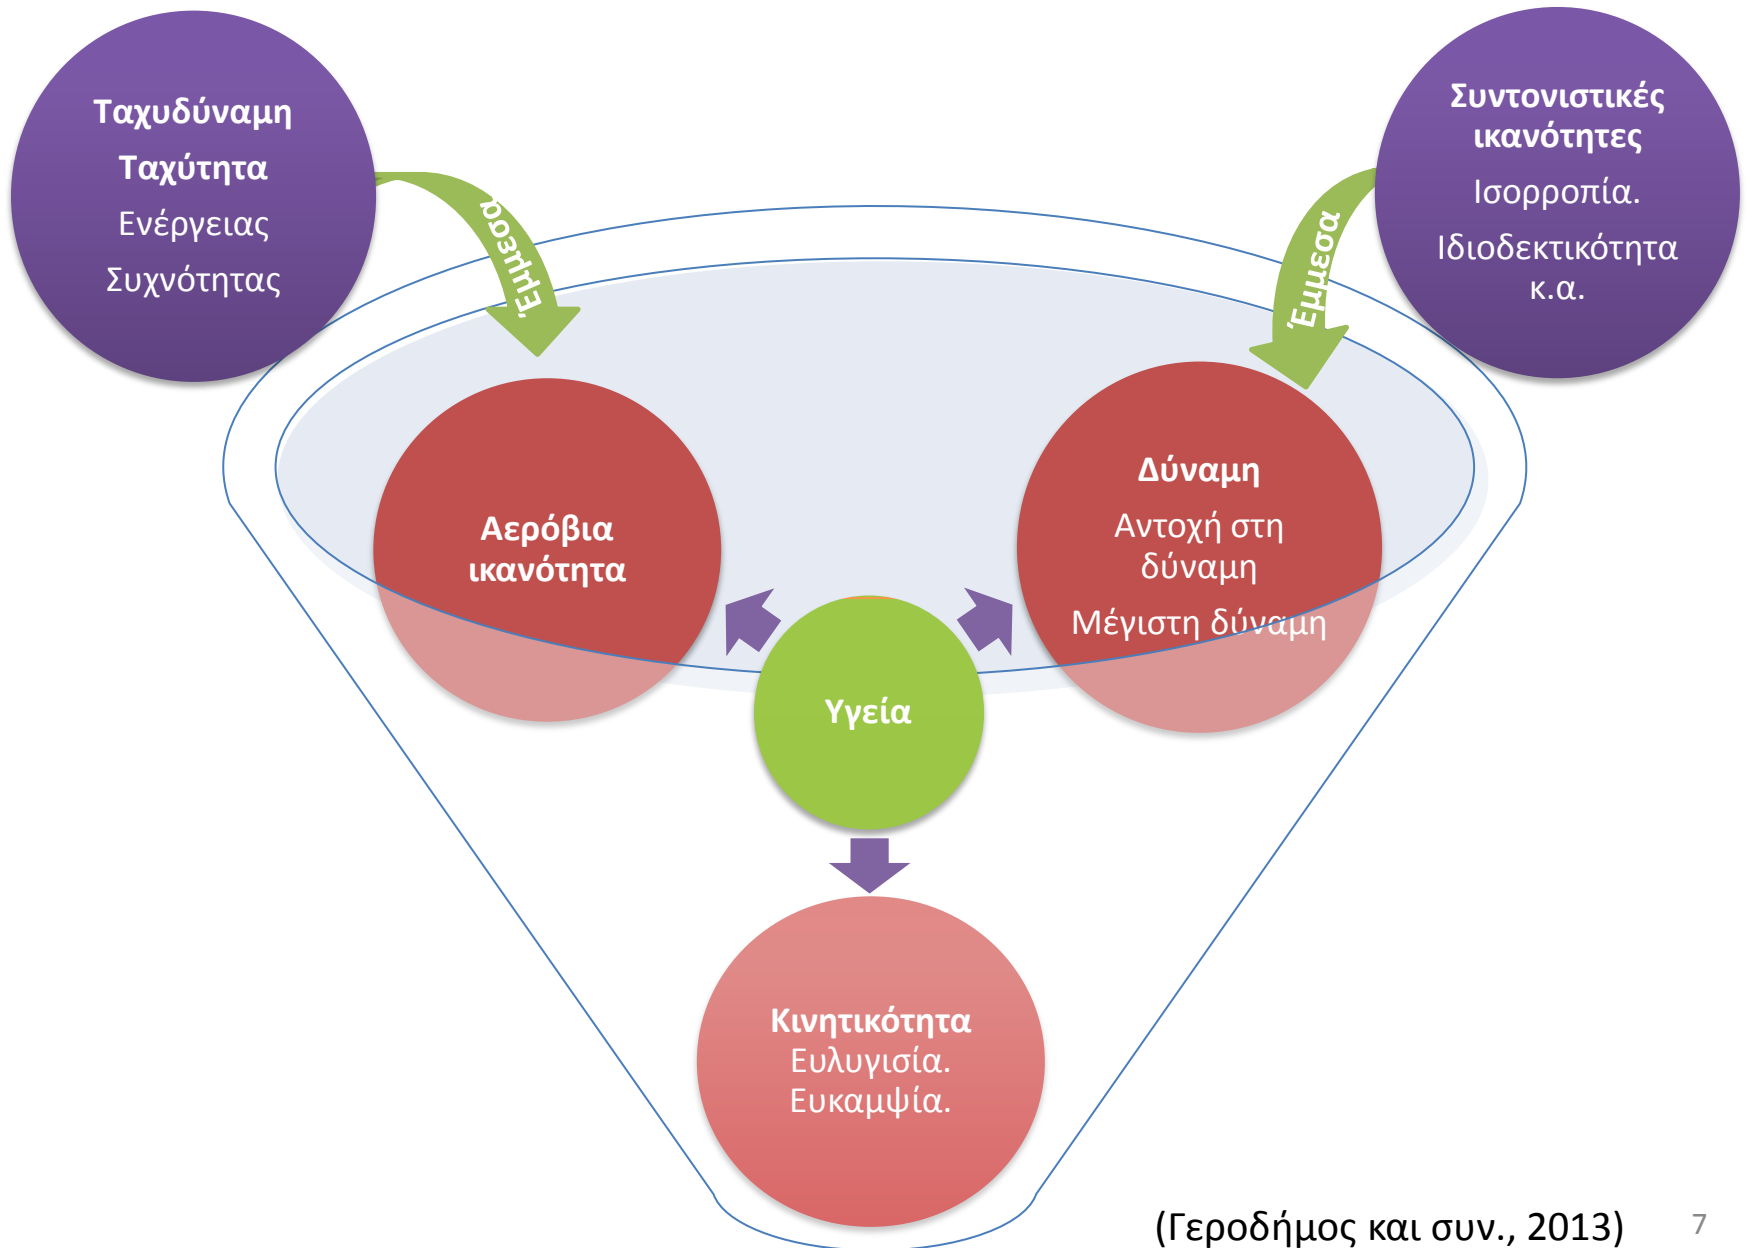 Ταχυδύναμη
Ταχύτητα
Ενέργειας
Συχνότητας
Συντονιστικές
ικανότητες
Ισορροπία.
Ιδιοδεκτικότητα
κ.α.
Έμμεσα
Έμμεσα
Αερόβια
ικανότητα
Δύναμη
Αντοχή στη
δύναμη
Μέγιστη δύναμη
Υγεία
Κινητικότητα
Ευλυγισία.
Ευκαμψία.
(Γεροδήμος και συν., 2013)
7